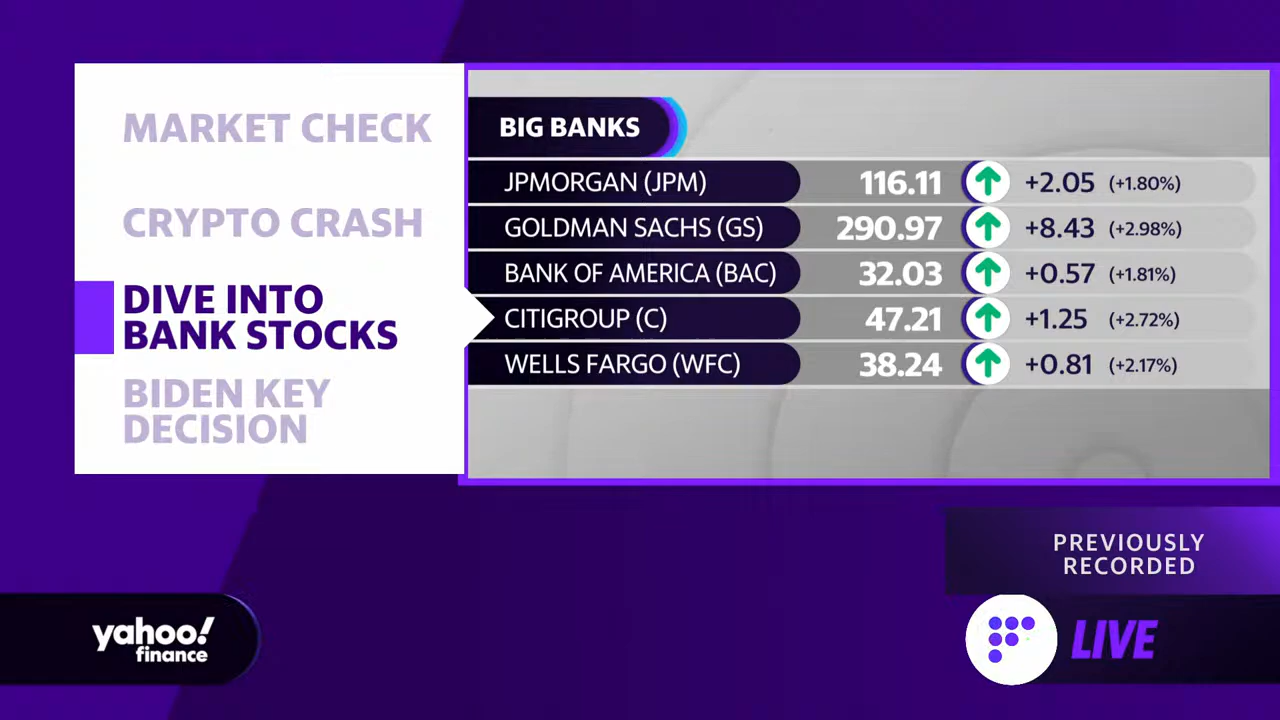 MARKET CHECK
CRYPTO CRASH
DIVE INTO
BANK STOCKS
BIDEN KEY
DECISION
BIG BANKS
JPMORGAN (JPM) 116.11 +2.05 (+1.80%)
GOLDMAN SACHS (GS) 290.97 +8.43 (+2.98%)
BANK OF AMERICA (BAC) 32.03 +0.57 (+1.81%)
CITIGROUP (C) 47.21 +1.25 (+2.72%)
WELLS FARGO (WFC) 38.24 +0.81 (+2.17%)
PREVIOUSLY
RECORDED
yahoo!
finance
LIVE